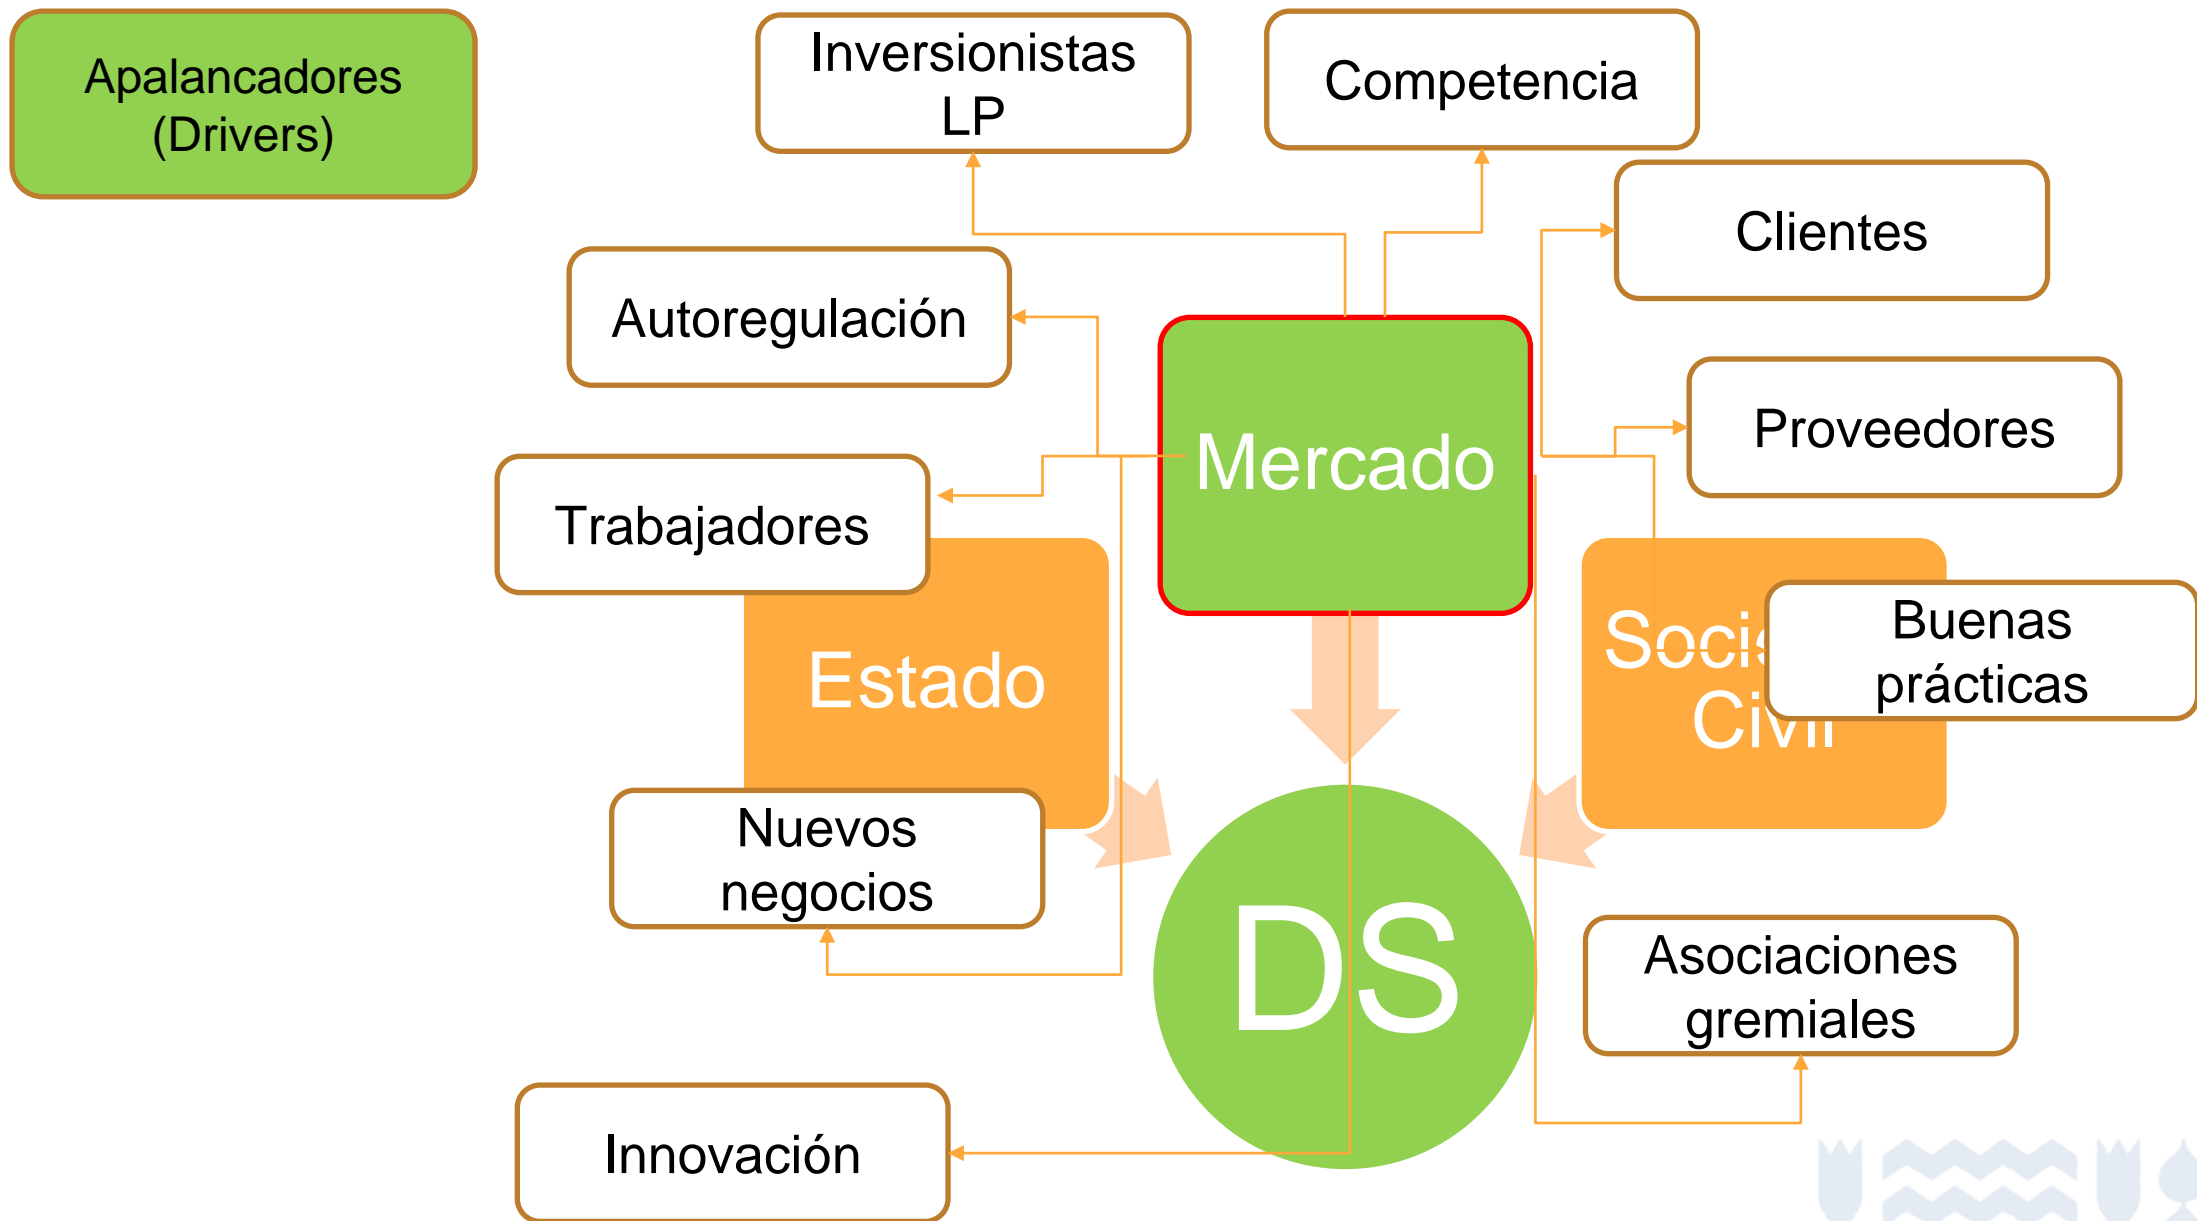 Apalancadores
(Drivers)
Inversionistas
LP
Competencia
Clientes
Autoregulación
Mercado
Proveedores
Trabajadores
Estado
Civil
Buenas
prácticas
Nuevos
negocios
DS
Asociaciones
gremiales
Innovación